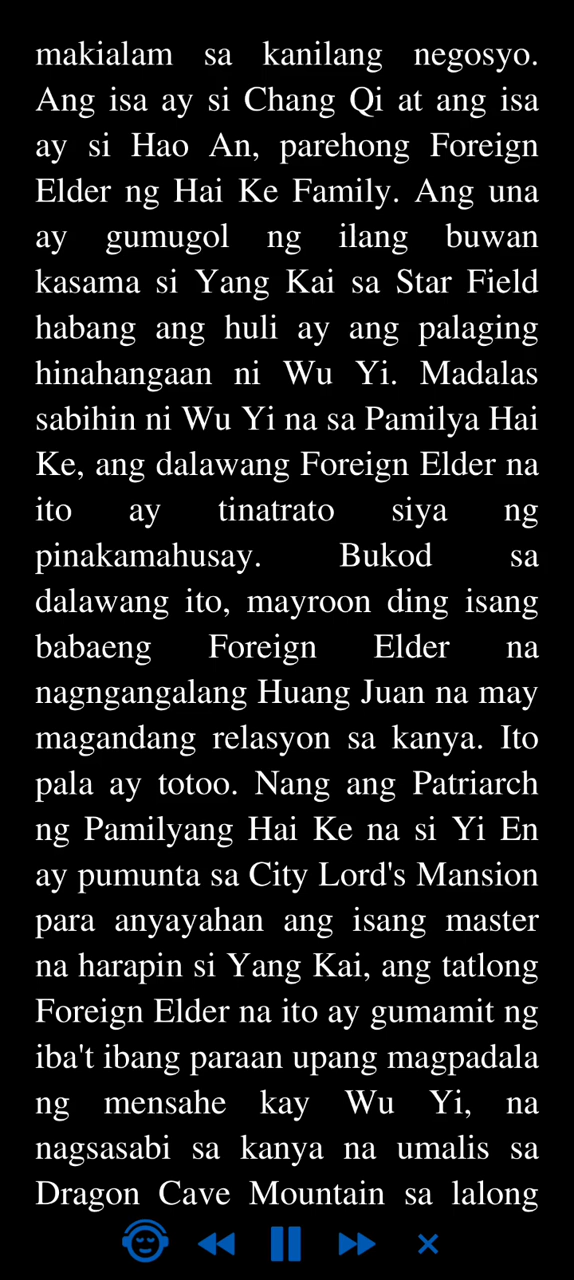 makialam sa kanilang negosyo.
Ang isa ay si Chang Qi at ang isa
ay si Hao An, parehong Foreign
Elder ng Hai Ke Family. Ang una
ay gumugol ng ilang buwan
kasama si Yang Kai sa Star Field
habang ang huli ay ang palaging
hinahangaan ni Wu Yi. Madalas
sabihin ni Wu Yi na sa Pamilya Hai
Ke, ang dalawang Foreign Elder na
ito ay tinatrato siya ng
pinakamahusay. Bukod sa
dalawang ito, mayroon ding isang
babaeng Foreign Elder na
nagngangalang Huang Juan na may
magandang relasyon sa kanya. Ito
pala ay totoo. Nang ang Patriarch
ng Pamilyang Hai Ke na si Yi En
ay pumunta sa City Lord's Mansion
para anyayahan ang isang master
na harapin si Yang Kai, ang tatlong
Foreign Elder na ito ay gumamit ng
iba't ibang paraan upang magpadala
ng mensahe kay Wu Yi, na
nagsasabi sa kanya na umalis sa
Dragon Cave Mountain sa lalong